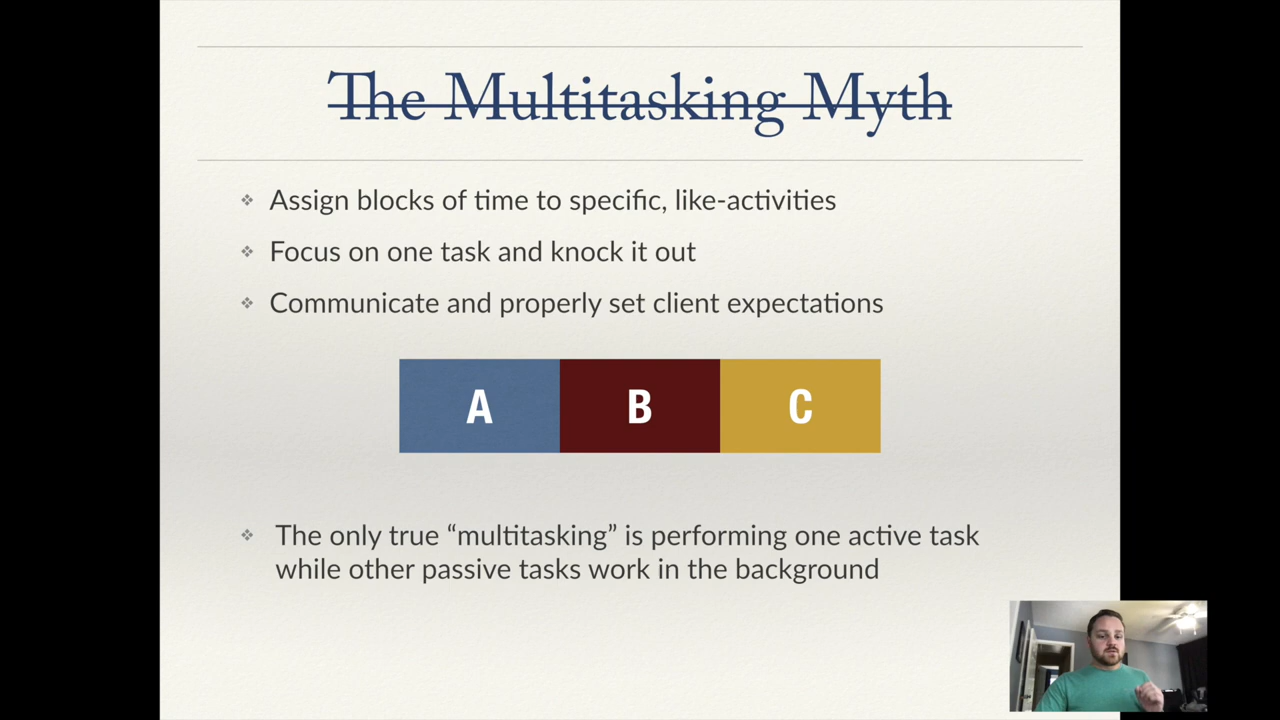 The Multitasking Myth
Assign blocks of time to specific, like-activities
Focus on one task and knock it out
Communicate and properly set client expectations
A B C
The only true “multitasking” is performing one active task
while other passive tasks work in the background